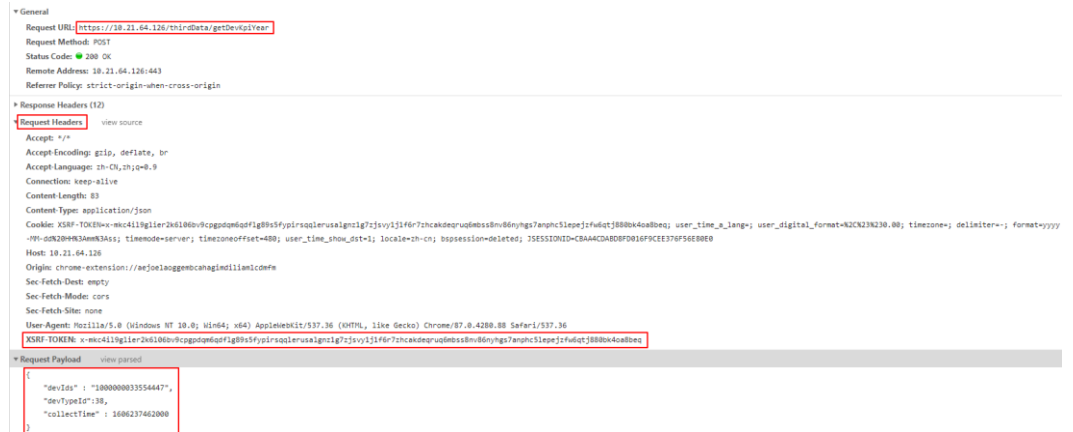 ▼ General
Request URL: https://10.21.64.126/thirdData/getDevKpiYear
Request Method: POST
Status Code: 200 OK
Remote Address: 10.21.64.126:443
Referrer Policy: strict-origin-when-cross-origin
▶ Response Headers (12)
▼ Request Headers view source
Accept: */*
Accept-Encoding: gzip, deflate, br
Accept-Language: zh-CN,zh;q=0.9
Connection: keep-alive
Content-Length: 83
Content-Type: application/json
Cookie: XSRF-TOKEN=x-mkc4il9glier2k6l06bv9cpgpdqm6qdflg89s5fypirsqqlerusalgnzlg7zjsvy1j1f6r7zhcakdeqruq6mbss8nv86nyhgs7anphc5lepejzfw6qtj880bk4oa8beq; user_time_a_lang=; user_digital_format=%2C%23%230.00; timezone=; delimiter=-; format=yyyy
-MM-dd%20HH%3Amm%3Ass; timemode=server; timezoneoffset=480; user_time_show_dst=1; locale=zh-cn; bspsession=deleted; JSESSIONID=CBAA4CDABD8FD016F9CEE376F56E80E0
Host: 10.21.64.126
Origin: chrome-extension://aejoelaoggembcahagimdiliamlcdmfm
Sec-Fetch-Dest: empty
Sec-Fetch-Mode: cors
Sec-Fetch-Site: none
User-Agent: Mozilla/5.0 (Windows NT 10.0; Win64; x64) AppleWebKit/537.36 (KHTML, like Gecko) Chrome/87.0.4280.88 Safari/537.36
XSRF-TOKEN: x-mkc4il9glier2k6l06bv9cpgpdqm6qdflg89s5fypirsqqlerusalgnzlg7zjsvy1j1f6r7zhcakdeqruq6mbss8nv86nyhgs7anphc5lepejzfw6qtj880bk4oa8beq
▼ Request Payload view parsed
{
"devIds" : "1000000033554447",
"devTypeId":38,
"collectTime" : 1606237462000
}